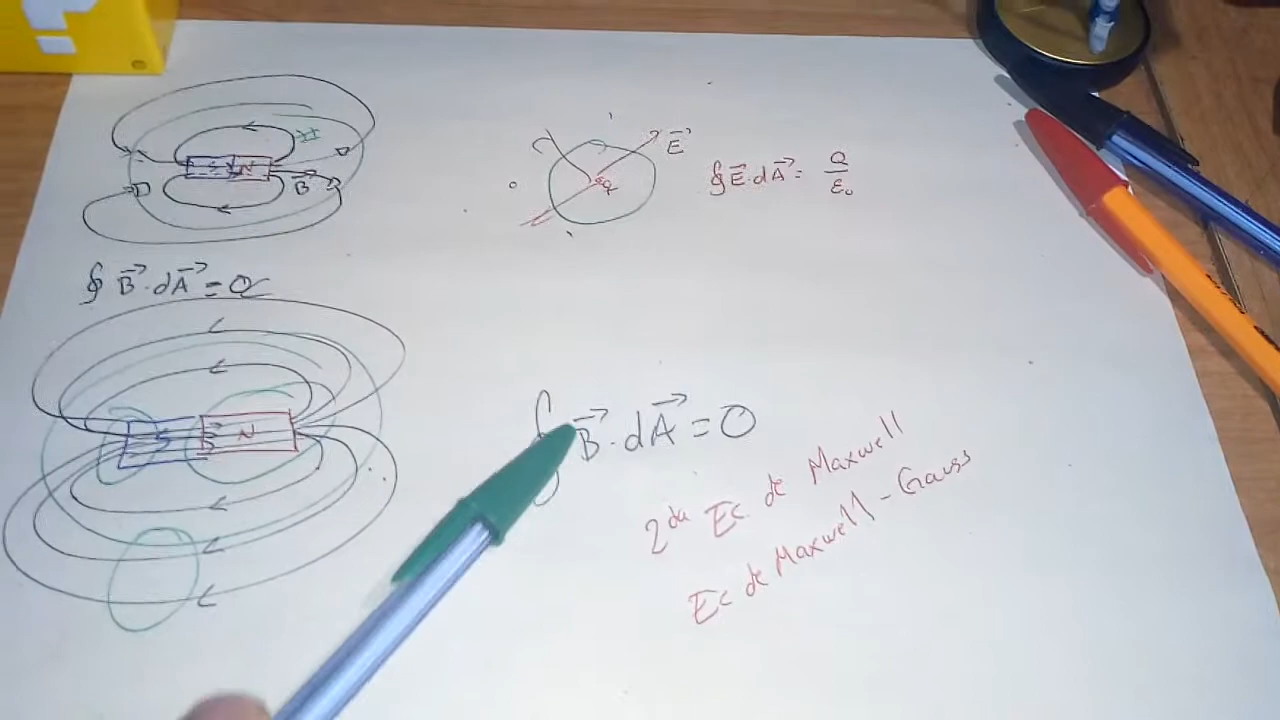 S N
B⃗
E⃗
Q
∮ E⃗ · dA⃗ = Q/ε₀
∮ B⃗ · dA⃗ = 0
S B⃗ N
∮ B⃗ · dA⃗ = 0
2da Ec de Maxwell
Ec de Maxwell - Gauss